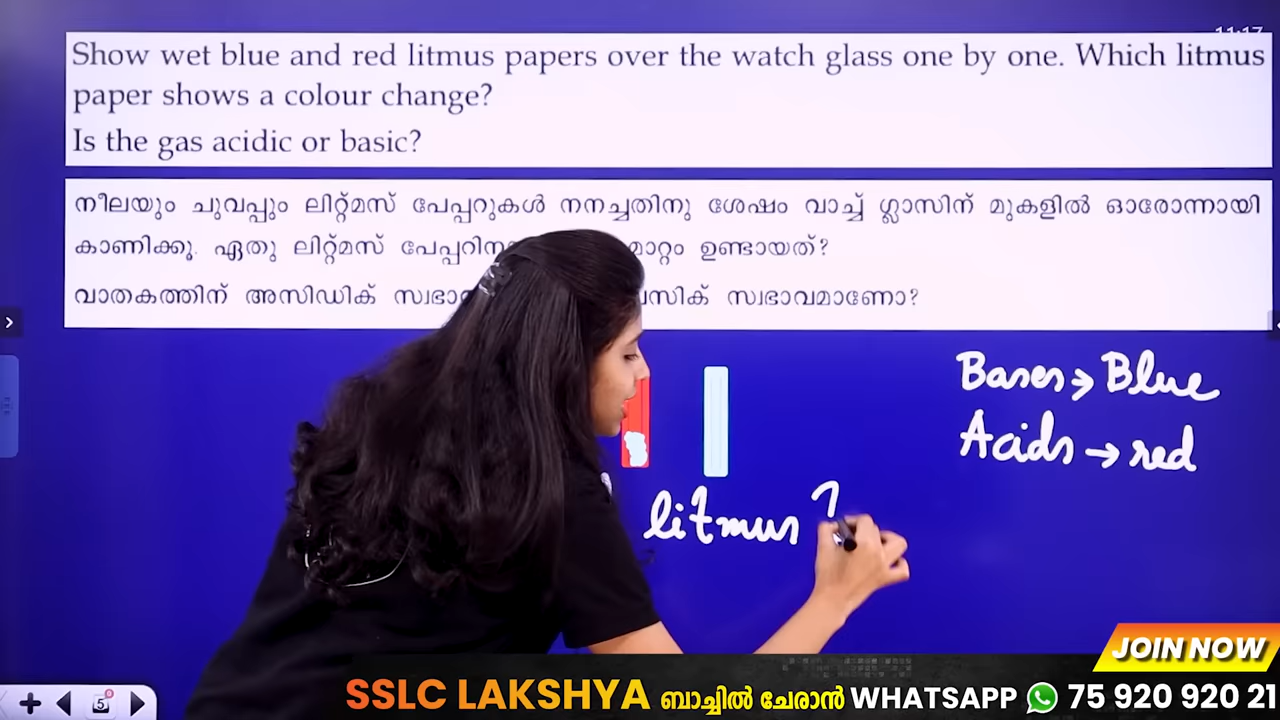 11:17
Show wet blue and red litmus papers over the watch glass one by one. Which litmus
paper shows a colour change?
Is the gas acidic or basic?
നീലയും ചുവപ്പും ലിറ്റ്മസ് പേപ്പറുകൾ നനച്ചതിനു ശേഷം വാച്ച് ഗ്ലാസിന് മുകളിൽ ഓരോന്നായി
കാണിക്കൂ. ഏതു ലിറ്റ്മസ് മാറ്റം ഉണ്ടായത്?
വാതകത്തിന് അസിഡിക് സ്വഭാവമാണോ?
Bases → Blue
Acids → red
litmus
5
JOIN NOW
SSLC LAKSHYA ബാച്ചിൽ ചേരാൻ WHATSAPP 75 920 920 21